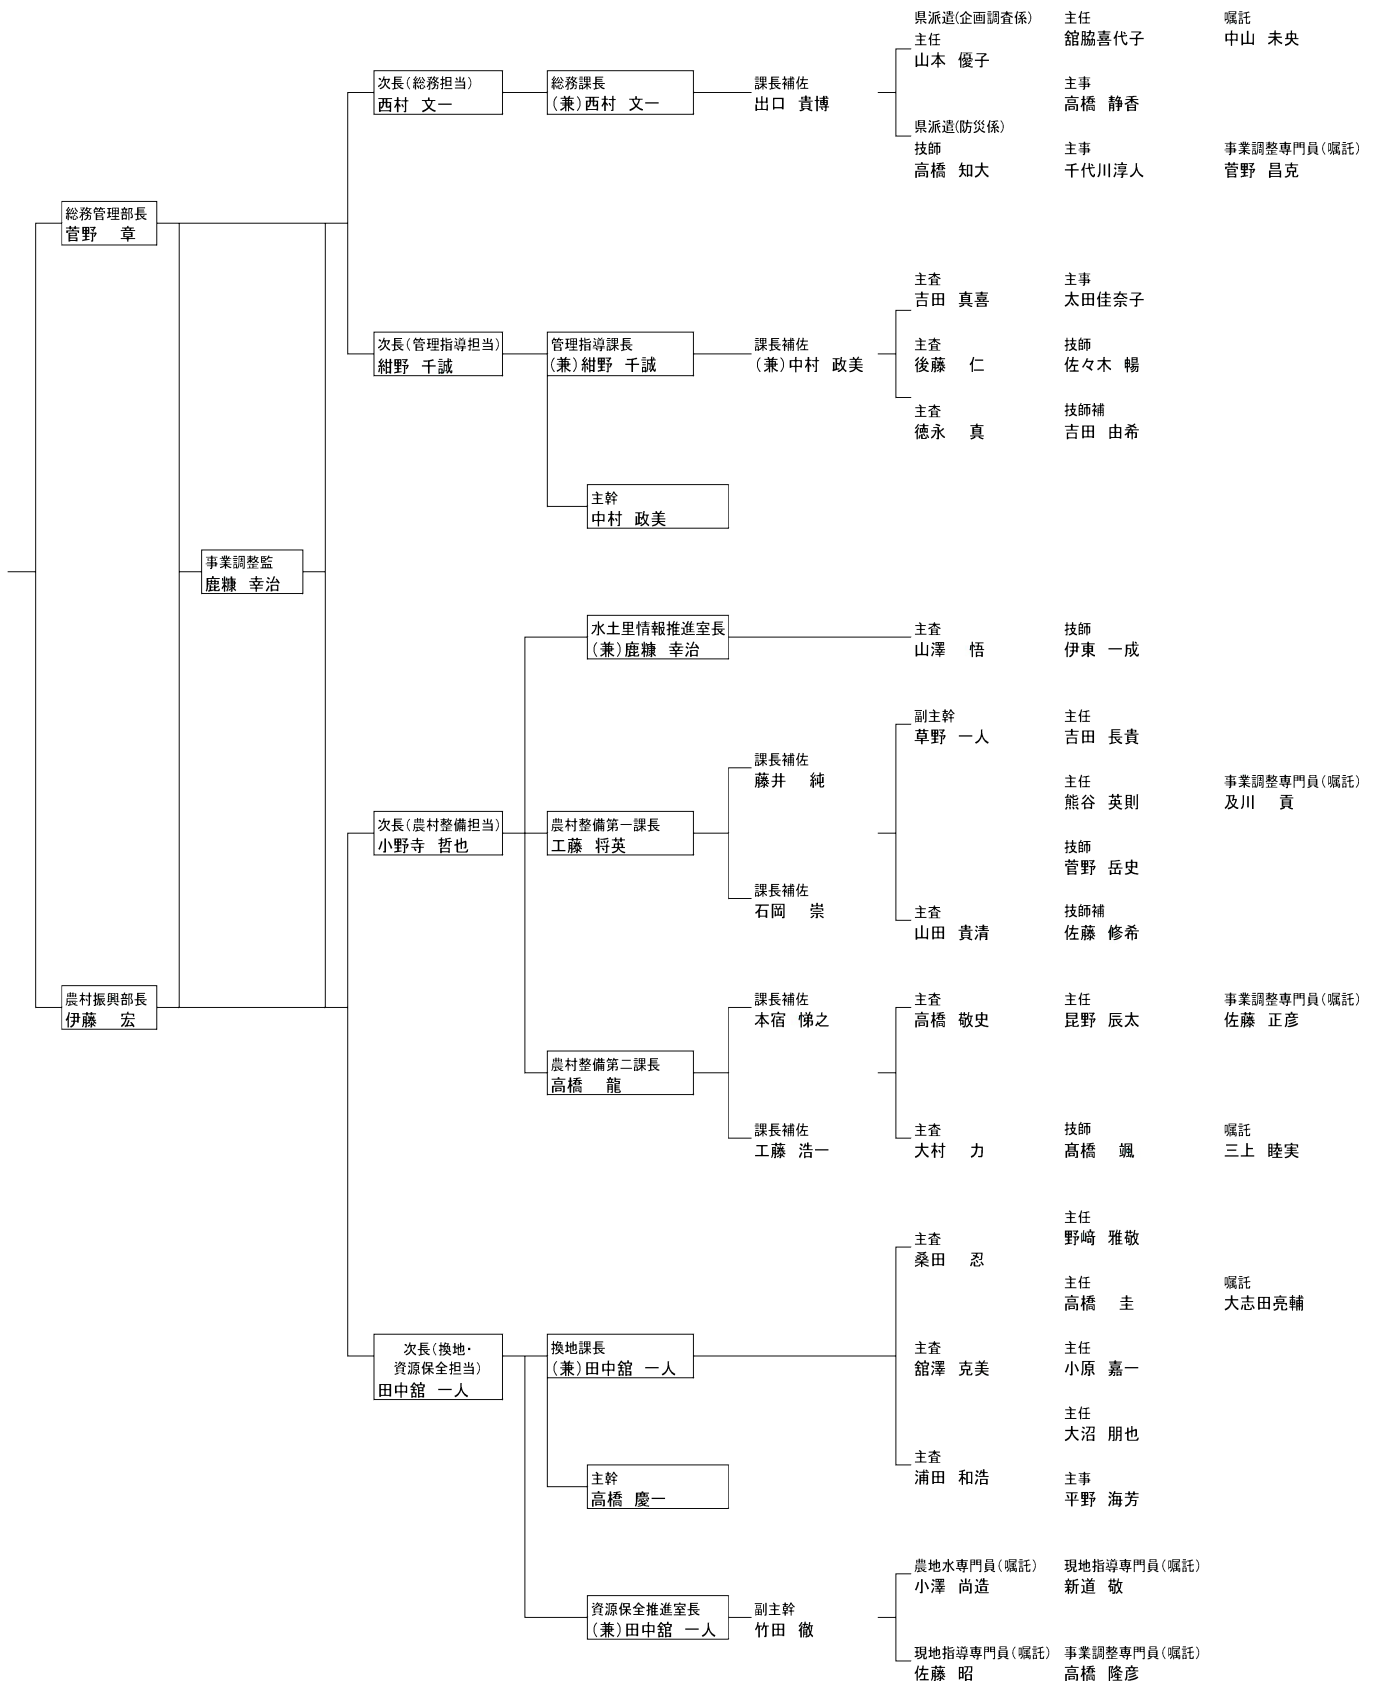 県派遣(企画調査係)
主任
山本 優子
主任
舘脇喜代子
嘱託
中山 未央
次長(総務担当)
西村 文一
総務課長
(兼)西村 文一
課長補佐
出口 貴博
主事
高橋 静香
県派遣(防災係)
技師
高橋 知大
主事
千代川淳人
事業調整専門員(嘱託)
菅野 昌克
総務管理部長
菅野 章
主査
吉田 真喜
主事
太田佳奈子
次長(管理指導担当)
紺野 千誠
管理指導課長
(兼)紺野 千誠
課長補佐
(兼)中村 政美
主査
後藤 仁
技師
佐々木 暢
主査
徳永 真
技師補
吉田 由希
主幹
中村 政美
事業調整監
鹿糠 幸治
水土里情報推進室長
(兼)鹿糠 幸治
主査
山澤 悟
技師
伊東 一成
副主幹
草野 一人
主任
吉田 長貴
課長補佐
藤井 純
主任
熊谷 英則
事業調整専門員(嘱託)
及川 貢
次長(農村整備担当)
小野寺 哲也
農村整備第一課長
工藤 将英
技師
菅野 岳史
課長補佐
石岡 崇
主査
山田 貴清
技師補
佐藤 修希
農村振興部長
伊藤 宏
課長補佐
本宿 悌之
主査
高橋 敬史
主任
昆野 辰太
事業調整専門員(嘱託)
佐藤 正彦
農村整備第二課長
高橋 龍
課長補佐
工藤 浩一
主査
大村 力
技師
髙橋 颯
嘱託
三上 睦実
主任
野﨑 雅敬
主査
桑田 忍
主任
高橋 圭
嘱託
大志田亮輔
次長(換地・
資源保全担当)
田中舘 一人
換地課長
(兼)田中舘 一人
主査
舘澤 克美
主任
小原 嘉一
主任
大沼 朋也
主査
浦田 和浩
主事
平野 海芳
主幹
高橋 慶一
農地水専門員(嘱託)
小澤 尚造
現地指導専門員(嘱託)
新道 敬
資源保全推進室長
(兼)田中舘 一人
副主幹
竹田 徹
現地指導専門員(嘱託)
佐藤 昭
事業調整専門員(嘱託)
高橋 隆彦